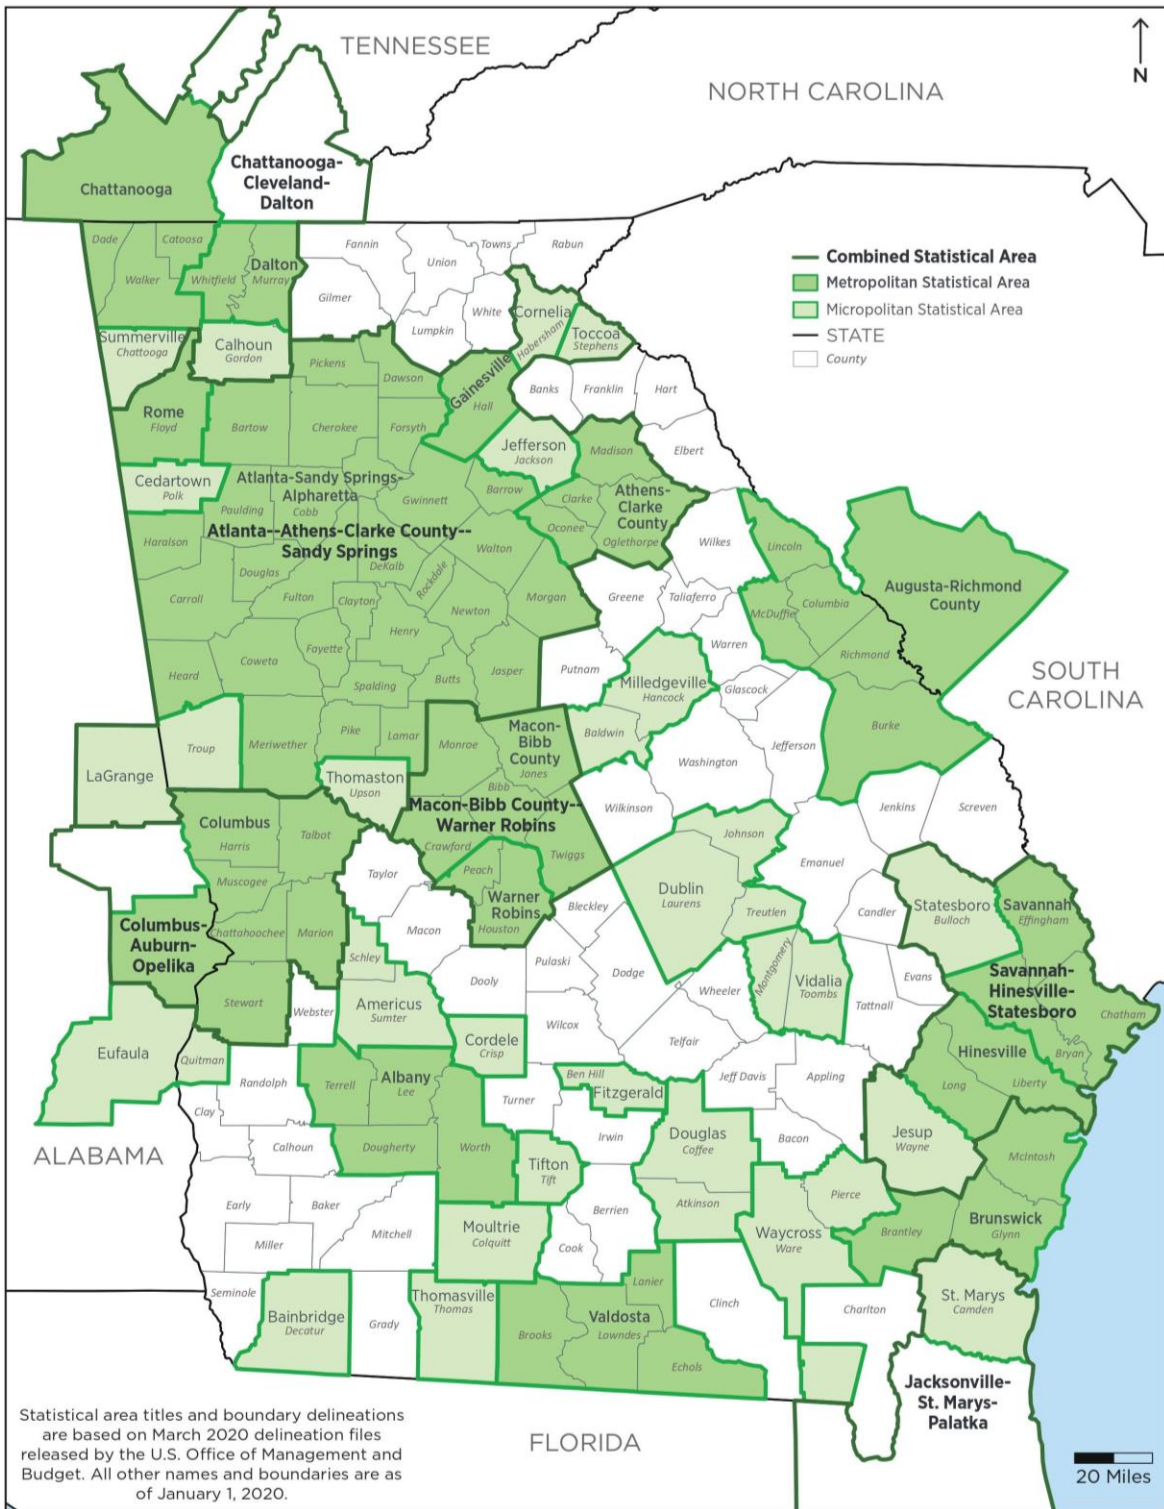 TENNESSEE
NORTH CAROLINA
N
Chattanooga
Chattanooga-
Cleveland-
Dalton
Combined Statistical Area
Metropolitan Statistical Area
Micropolitan Statistical Area
STATE
County
Dade
Catoosa
Walker
Whitfield
Dalton
Murray
Fannin
Union
Towns
Rabun
Gilmer
Lumpkin
White
Cornelia
Habersham
Toccoa
Stephens
Summerville
Chattooga
Calhoun
Gordon
Pickens
Dawson
Gainesville
Hall
Banks
Franklin
Hart
Rome
Floyd
Bartow
Cherokee
Forsyth
Jefferson
Jackson
Madison
Elbert
Cedartown
Polk
Atlanta-Sandy Springs-
Alpharetta
Paulding
Cobb
Gwinnett
Barrow
Clarke
Athens-
Clarke
County
Oconee
Oglethorpe
Atlanta--Athens-Clarke County--
Sandy Springs
Haralson
Douglas
DeKalb
Rockdale
Walton
Wilkes
Lincoln
Augusta-Richmond
County
Carroll
Fulton
Clayton
Newton
Morgan
Greene
Taliaferro
McDuffie
Columbia
Henry
Fayette
Coweta
Heard
Spalding
Butts
Jasper
Putnam
Warren
Richmond
SOUTH
CAROLINA
Milledgeville
Hancock
Glascock
Baldwin
Burke
Jefferson
Washington
LaGrange
Troup
Meriwether
Pike
Lamar
Monroe
Macon-
Bibb
County
Jones
Thomaston
Upson
Bibb
Macon-Bibb County--
Warner Robins
Wilkinson
Jenkins
Screven
Columbus
Harris
Talbot
Crawford
Peach
Twiggs
Johnson
Emanuel
Muscogee
Taylor
Warner
Robins
Houston
Dublin
Laurens
Treutlen
Candler
Statesboro
Bulloch
Savannah
Effingham
Columbus-
Auburn-
Opelika
Chattahoochee
Marion
Macon
Bleckley
Schley
Pulaski
Dodge
Montgomery
Vidalia
Toombs
Evans
Tattnall
Savannah-
Hinesville-
Statesboro
Chatham
Stewart
Webster
Americus
Sumter
Dooly
Wheeler
Wilcox
Telfair
Eufaula
Quitman
Cordele
Crisp
Hinesville
Bryan
Long
Liberty
Randolph
Terrell
Albany
Lee
Ben Hill
Fitzgerald
Jeff Davis
Appling
Clay
Turner
Irwin
Calhoun
Dougherty
Worth
Douglas
Coffee
Bacon
Jesup
Wayne
McIntosh
ALABAMA
Tifton
Tift
Early
Baker
Mitchell
Berrien
Atkinson
Pierce
Brantley
Brunswick
Glynn
Moultrie
Colquitt
Waycross
Ware
Miller
Cook
Seminole
Bainbridge
Decatur
Grady
Thomasville
Thomas
Lanier
Clinch
Charlton
St. Marys
Camden
Brooks
Valdosta
Lowndes
Echols
Jacksonville-
St. Marys-
Palatka
FLORIDA
Statistical area titles and boundary delineations
are based on March 2020 delineation files
released by the U.S. Office of Management and
Budget. All other names and boundaries are as
of January 1, 2020.
20 Miles